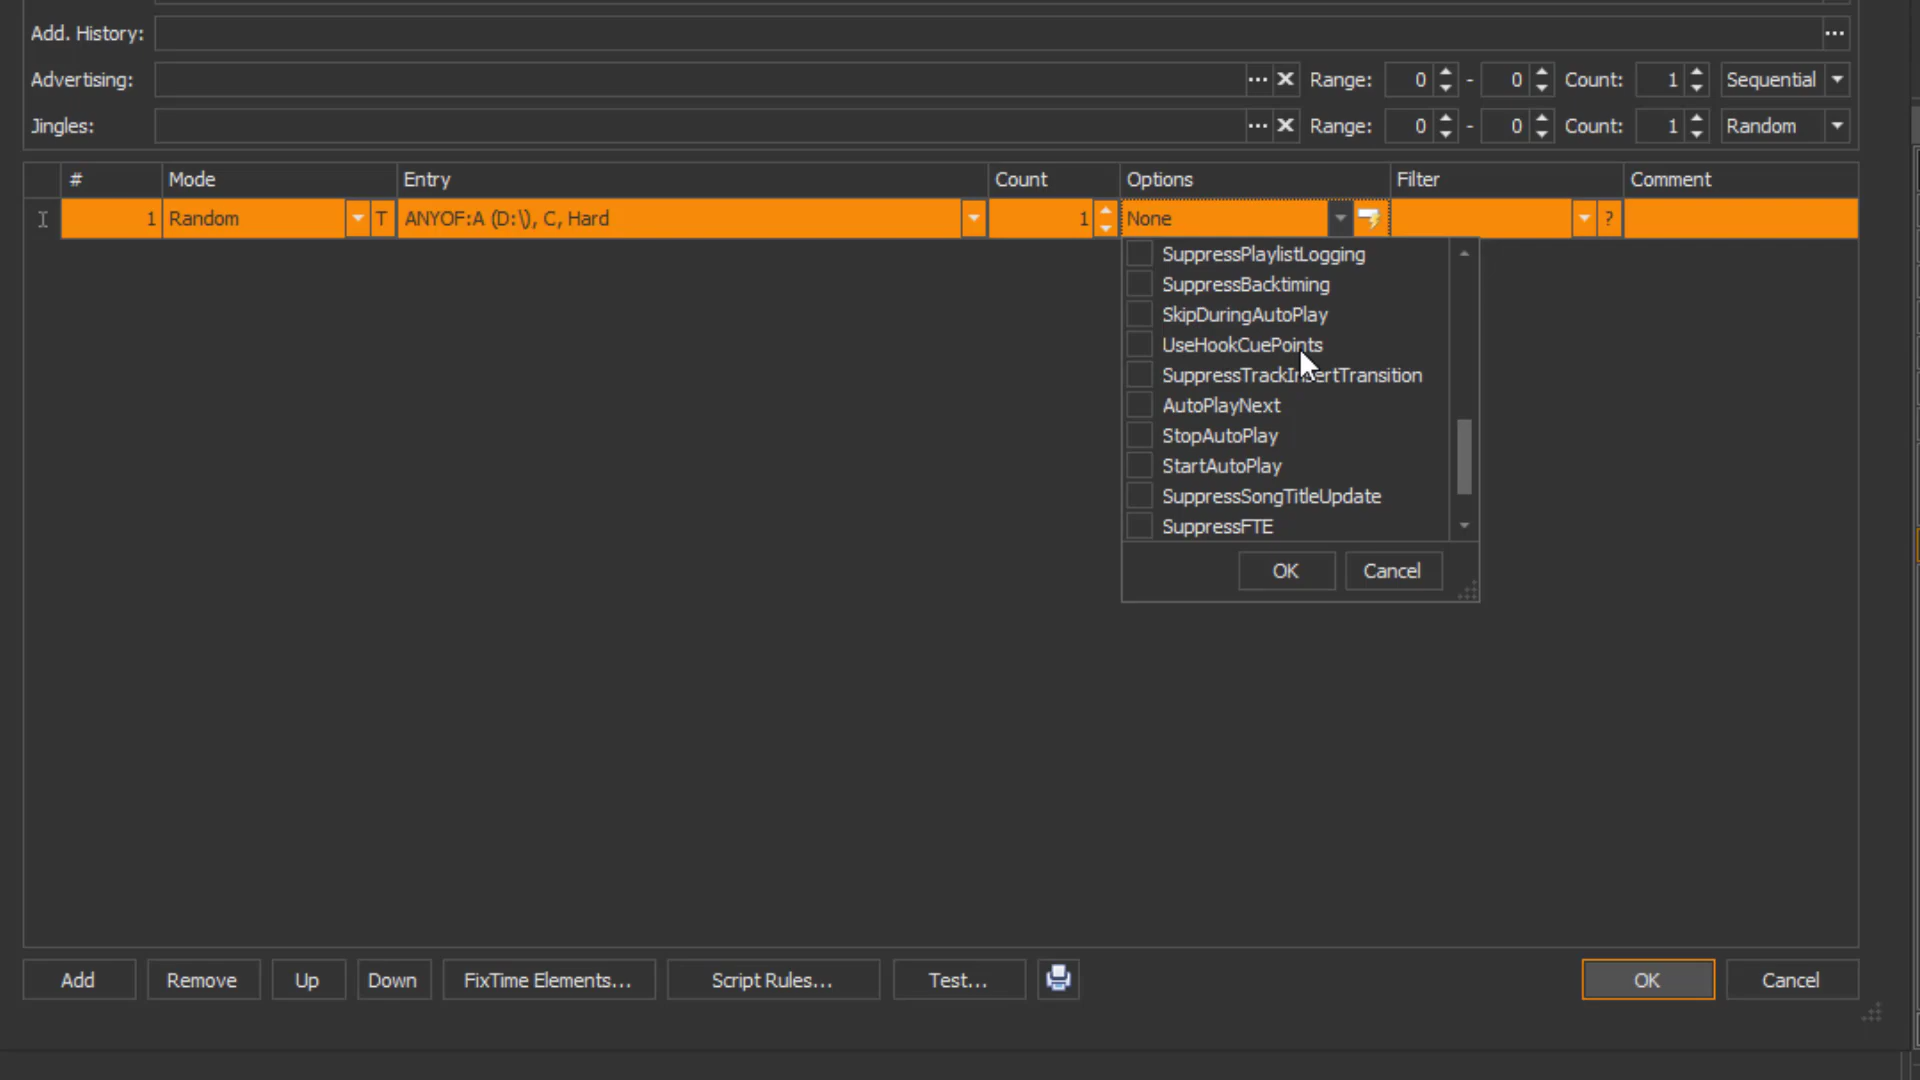 Add. History: ...
Advertising: ... Range: 0 - 0 Count: 1 Sequential
Jingles: ... Range: 0 - 0 Count: 1 Random
# Mode Entry Count Options Filter Comment
1 Random T ANYOF:A (D:\), C, Hard 1 None ?
SuppressPlaylistLogging
SuppressBacktiming
SkipDuringAutoPlay
UseHookCuePoints
SuppressTrackInsertTransition
AutoPlayNext
StopAutoPlay
StartAutoPlay
SuppressSongTitleUpdate
SuppressFTE
OK Cancel
Add Remove Up Down FixTime Elements... Script Rules... Test... OK Cancel